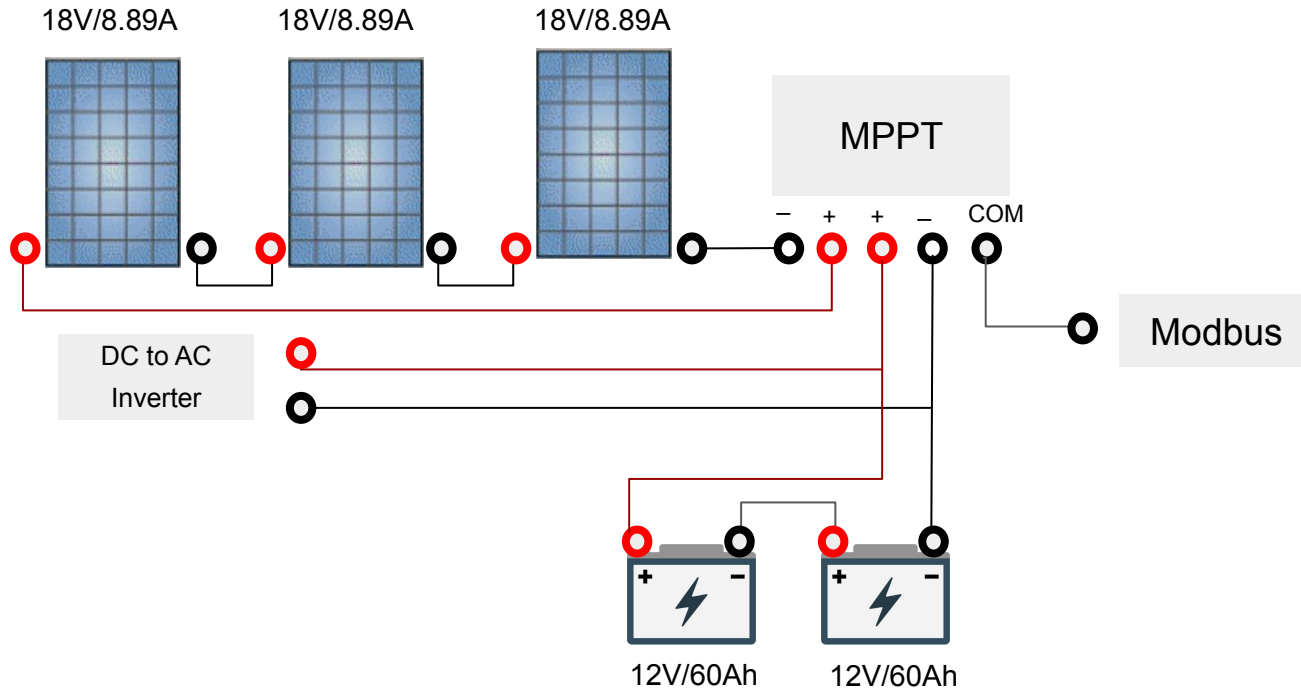 18V/8.89A
18V/8.89A
18V/8.89A
MPPT
– + + – COM
DC to AC
Inverter
Modbus
+ –
+ –
12V/60Ah
12V/60Ah